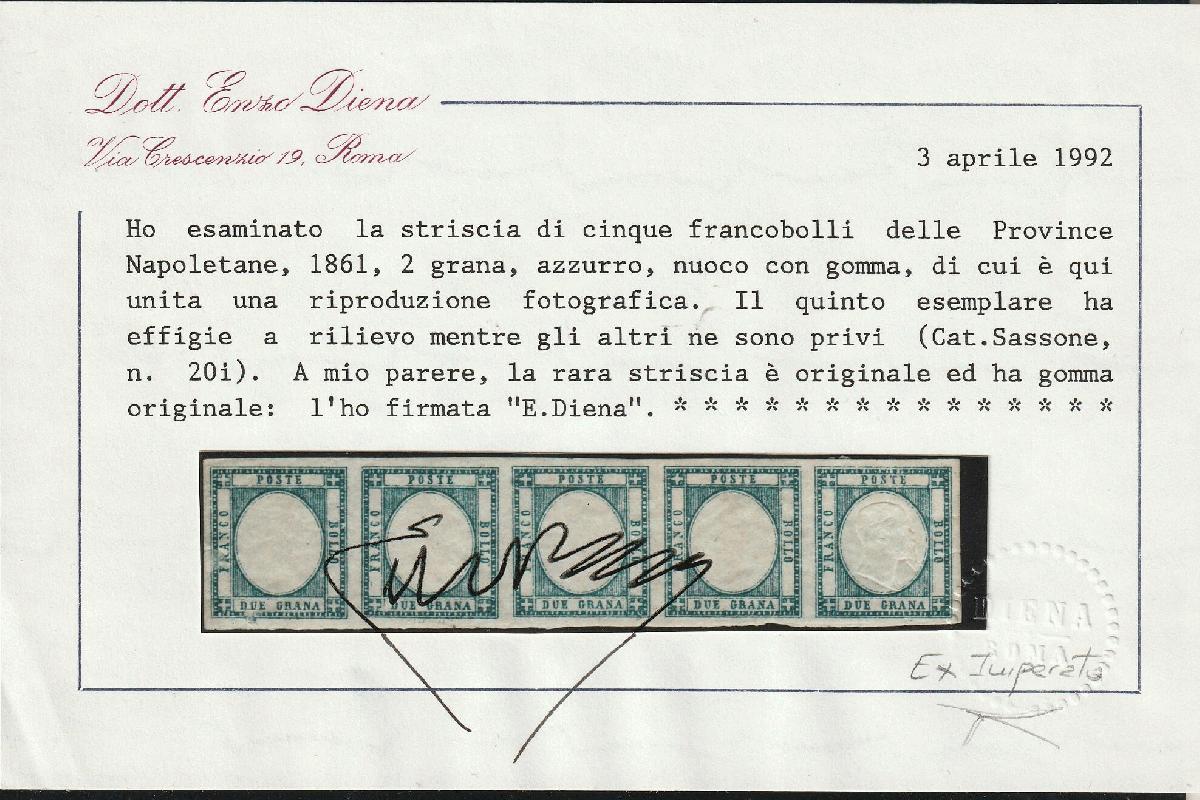 Dott. Enzo Diena
Via Crescenzio 19, Roma
3 aprile 1992
Ho esaminato la striscia di cinque francobolli delle Province
Napoletane, 1861, 2 grana, azzurro, nuoco con gomma, di cui è qui
unita una riproduzione fotografica. Il quinto esemplare ha
effigie a rilievo mentre gli altri ne sono privi (Cat.Sassone,
n. 20i). A mio parere, la rara striscia è originale ed ha gomma
originale: l'ho firmata "E.Diena". * * * * * * * * * * * * * * *
POSTE POSTE POSTE POSTE POSTE
FRANCO BOLLO FRANCO BOLLO FRANCO BOLLO FRANCO BOLLO FRANCO BOLLO
DUE GRANA DUE GRANA DUE GRANA DUE GRANA DUE GRANA
DIENA
ROMA
Ex Imperato